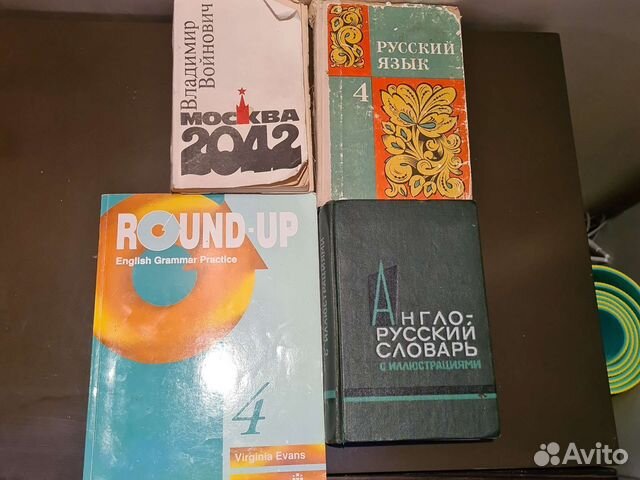 Владимир
Войнович
МОСКВА
2042
РУССКИЙ
ЯЗЫК
4
ROUND-UP
English Grammar Practice
4
Virginia Evans
С ИЛЛЮСТРАЦИЯМИ
АНГЛО-
РУССКИЙ
СЛОВАРЬ
С ИЛЛЮСТРАЦИЯМИ
Avito